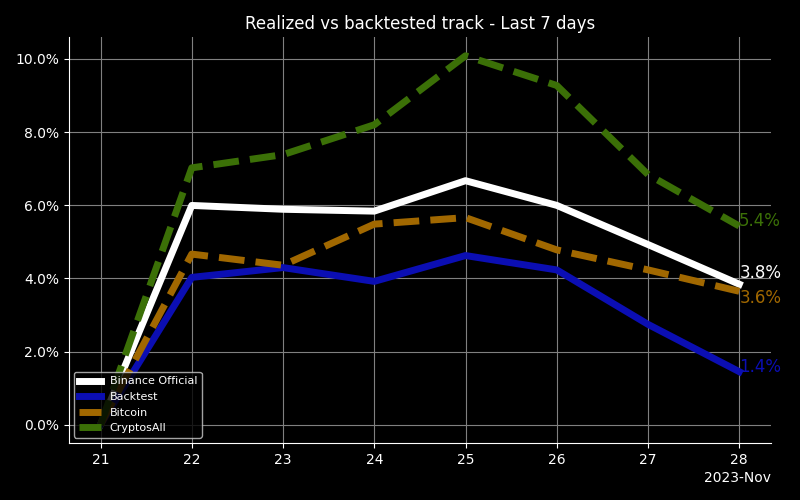 Realized vs backtested track - Last 7 days
10.0%
8.0%
6.0%
4.0%
2.0%
0.0%
5.4%
3.8%
3.6%
1.4%
Binance Official
Backtest
Bitcoin
CryptosAll
21 22 23 24 25 26 27 28
2023-Nov